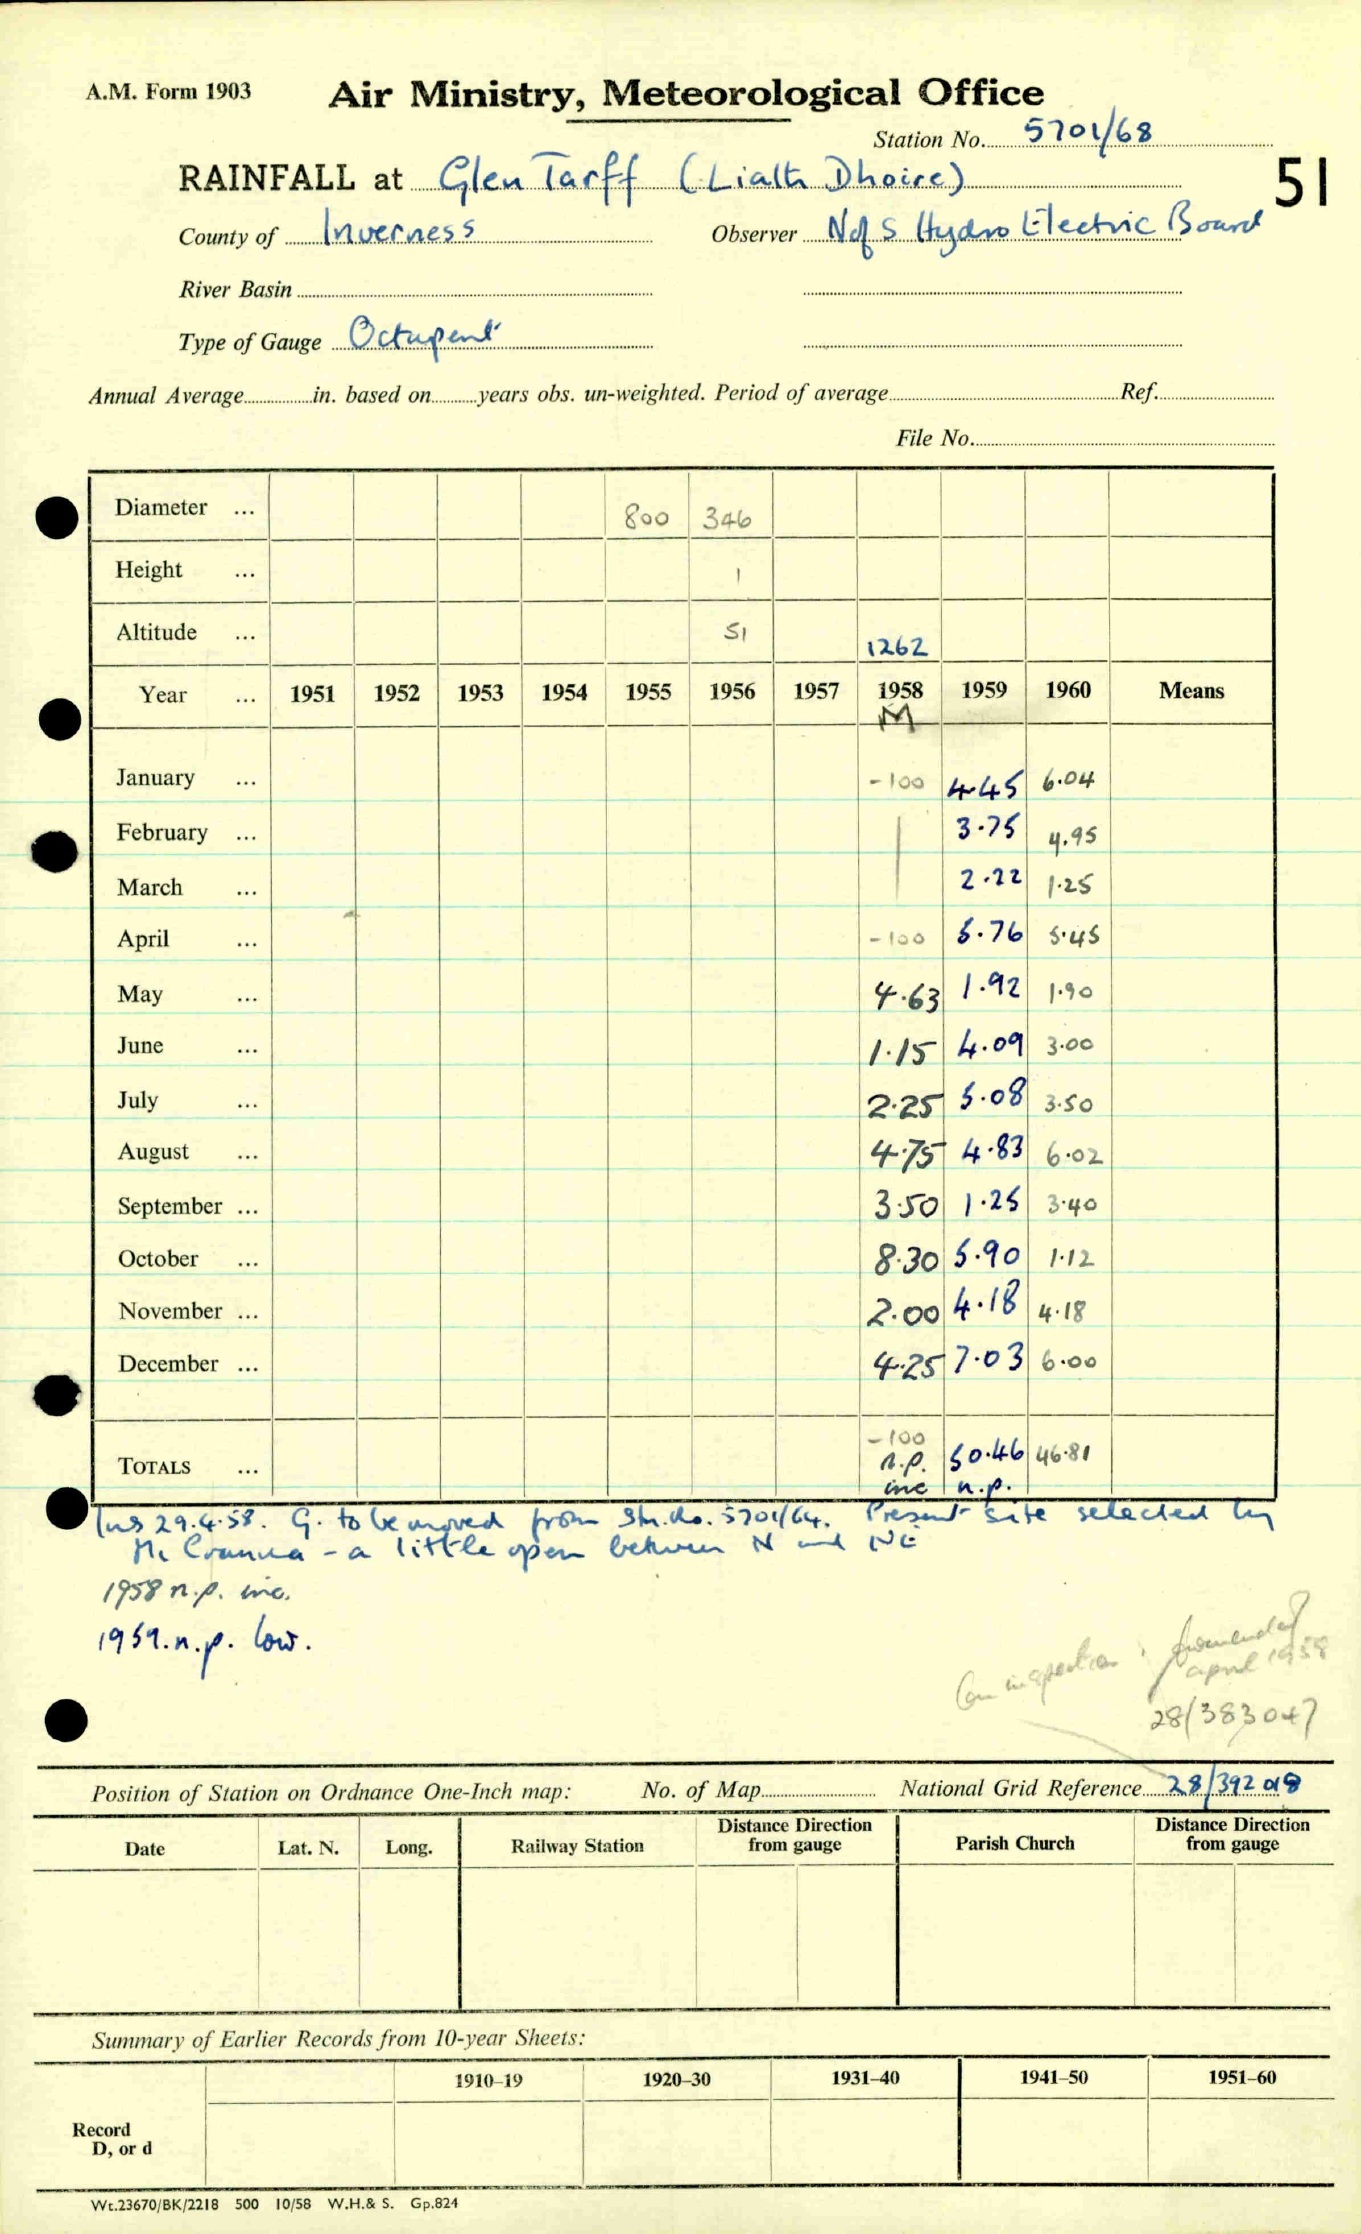 A.M. Form 1903 Air Ministry, Meteorological Office
Station No. 5701/68
RAINFALL at Glen Tarff (Lialth Dhoire) 51
County of Inverness Observer N of S Hydro Electric Board
River Basin
Type of Gauge Octapent
Annual Average in. based on years obs. un-weighted. Period of average Ref.
File No.
Diameter ... 800 346
Height ... 1
Altitude ... 51 1262
Year ... 1951 1952 1953 1954 1955 1956 1957 1958 1959 1960 Means
M
January ... -100 4.45 6.04
February ... 3.75 4.95
March ... 2.22 1.25
April ... -100 5.76 5.45
May ... 4.63 1.92 1.90
June ... 1.15 4.09 3.00
July ... 2.25 5.08 3.50
August ... 4.75 4.83 6.02
September ... 3.50 1.25 3.40
October ... 8.30 5.90 1.12
November ... 2.00 4.18 4.18
December ... 4.25 7.03 6.00
-100
TOTALS ... n.p. 50.46 46.81
inc n.p.
Ins 29.4.58. G. to be moved from Stn. No. 5701/64. Present site selected by
Mr - a little open between N and NE
1958 n.p. inc.
1959. n.p. low.
inspection
april 1958
28/383047
Position of Station on Ordnance One-Inch map: No. of Map National Grid Reference 28/392018
Date Lat. N. Long. Railway Station Distance Direction from gauge Parish Church Distance Direction from gauge
Summary of Earlier Records from 10-year Sheets:
1910–19 1920–30 1931–40 1941–50 1951–60
Record
D, or d
Wt.23670/BK/2218 500 10/58 W.H.& S. Gp.824